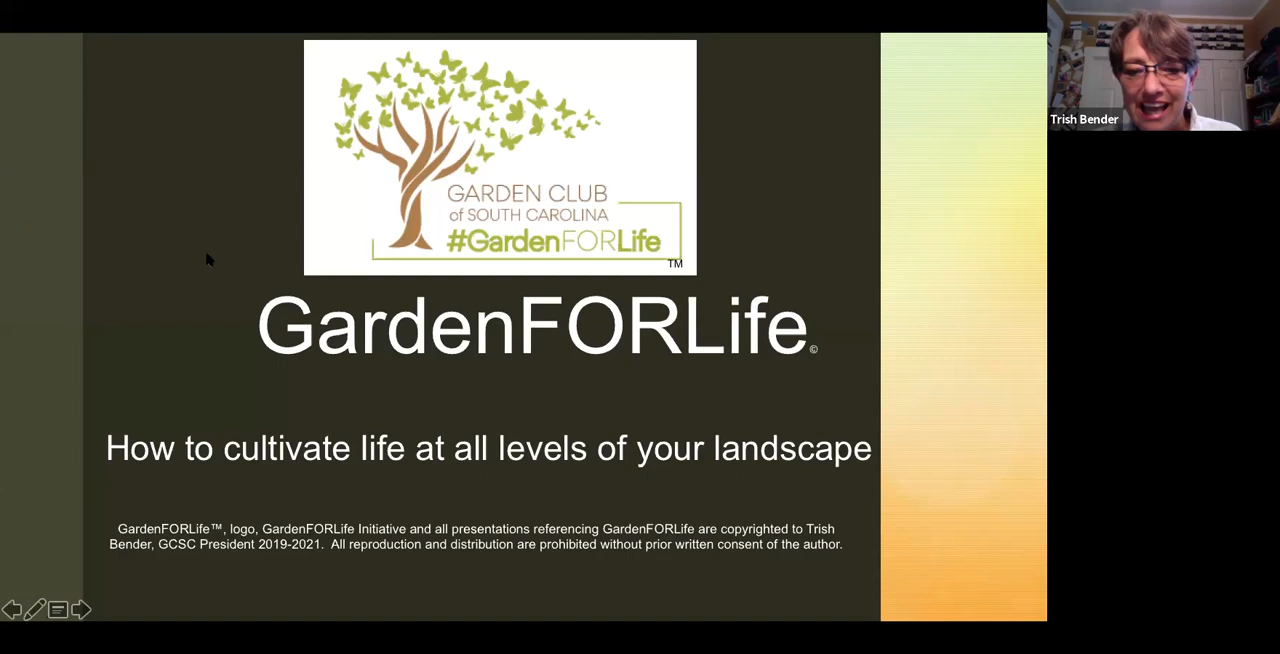 GARDEN CLUB
of SOUTH CAROLINA
#GardenFORLife
TM
GardenFORLife©
How to cultivate life at all levels of your landscape
GardenFORLife™, logo, GardenFORLife Initiative and all presentations referencing GardenFORLife are copyrighted to Trish
Bender, GCSC President 2019-2021.  All reproduction and distribution are prohibited without prior written consent of the author.
Trish Bender